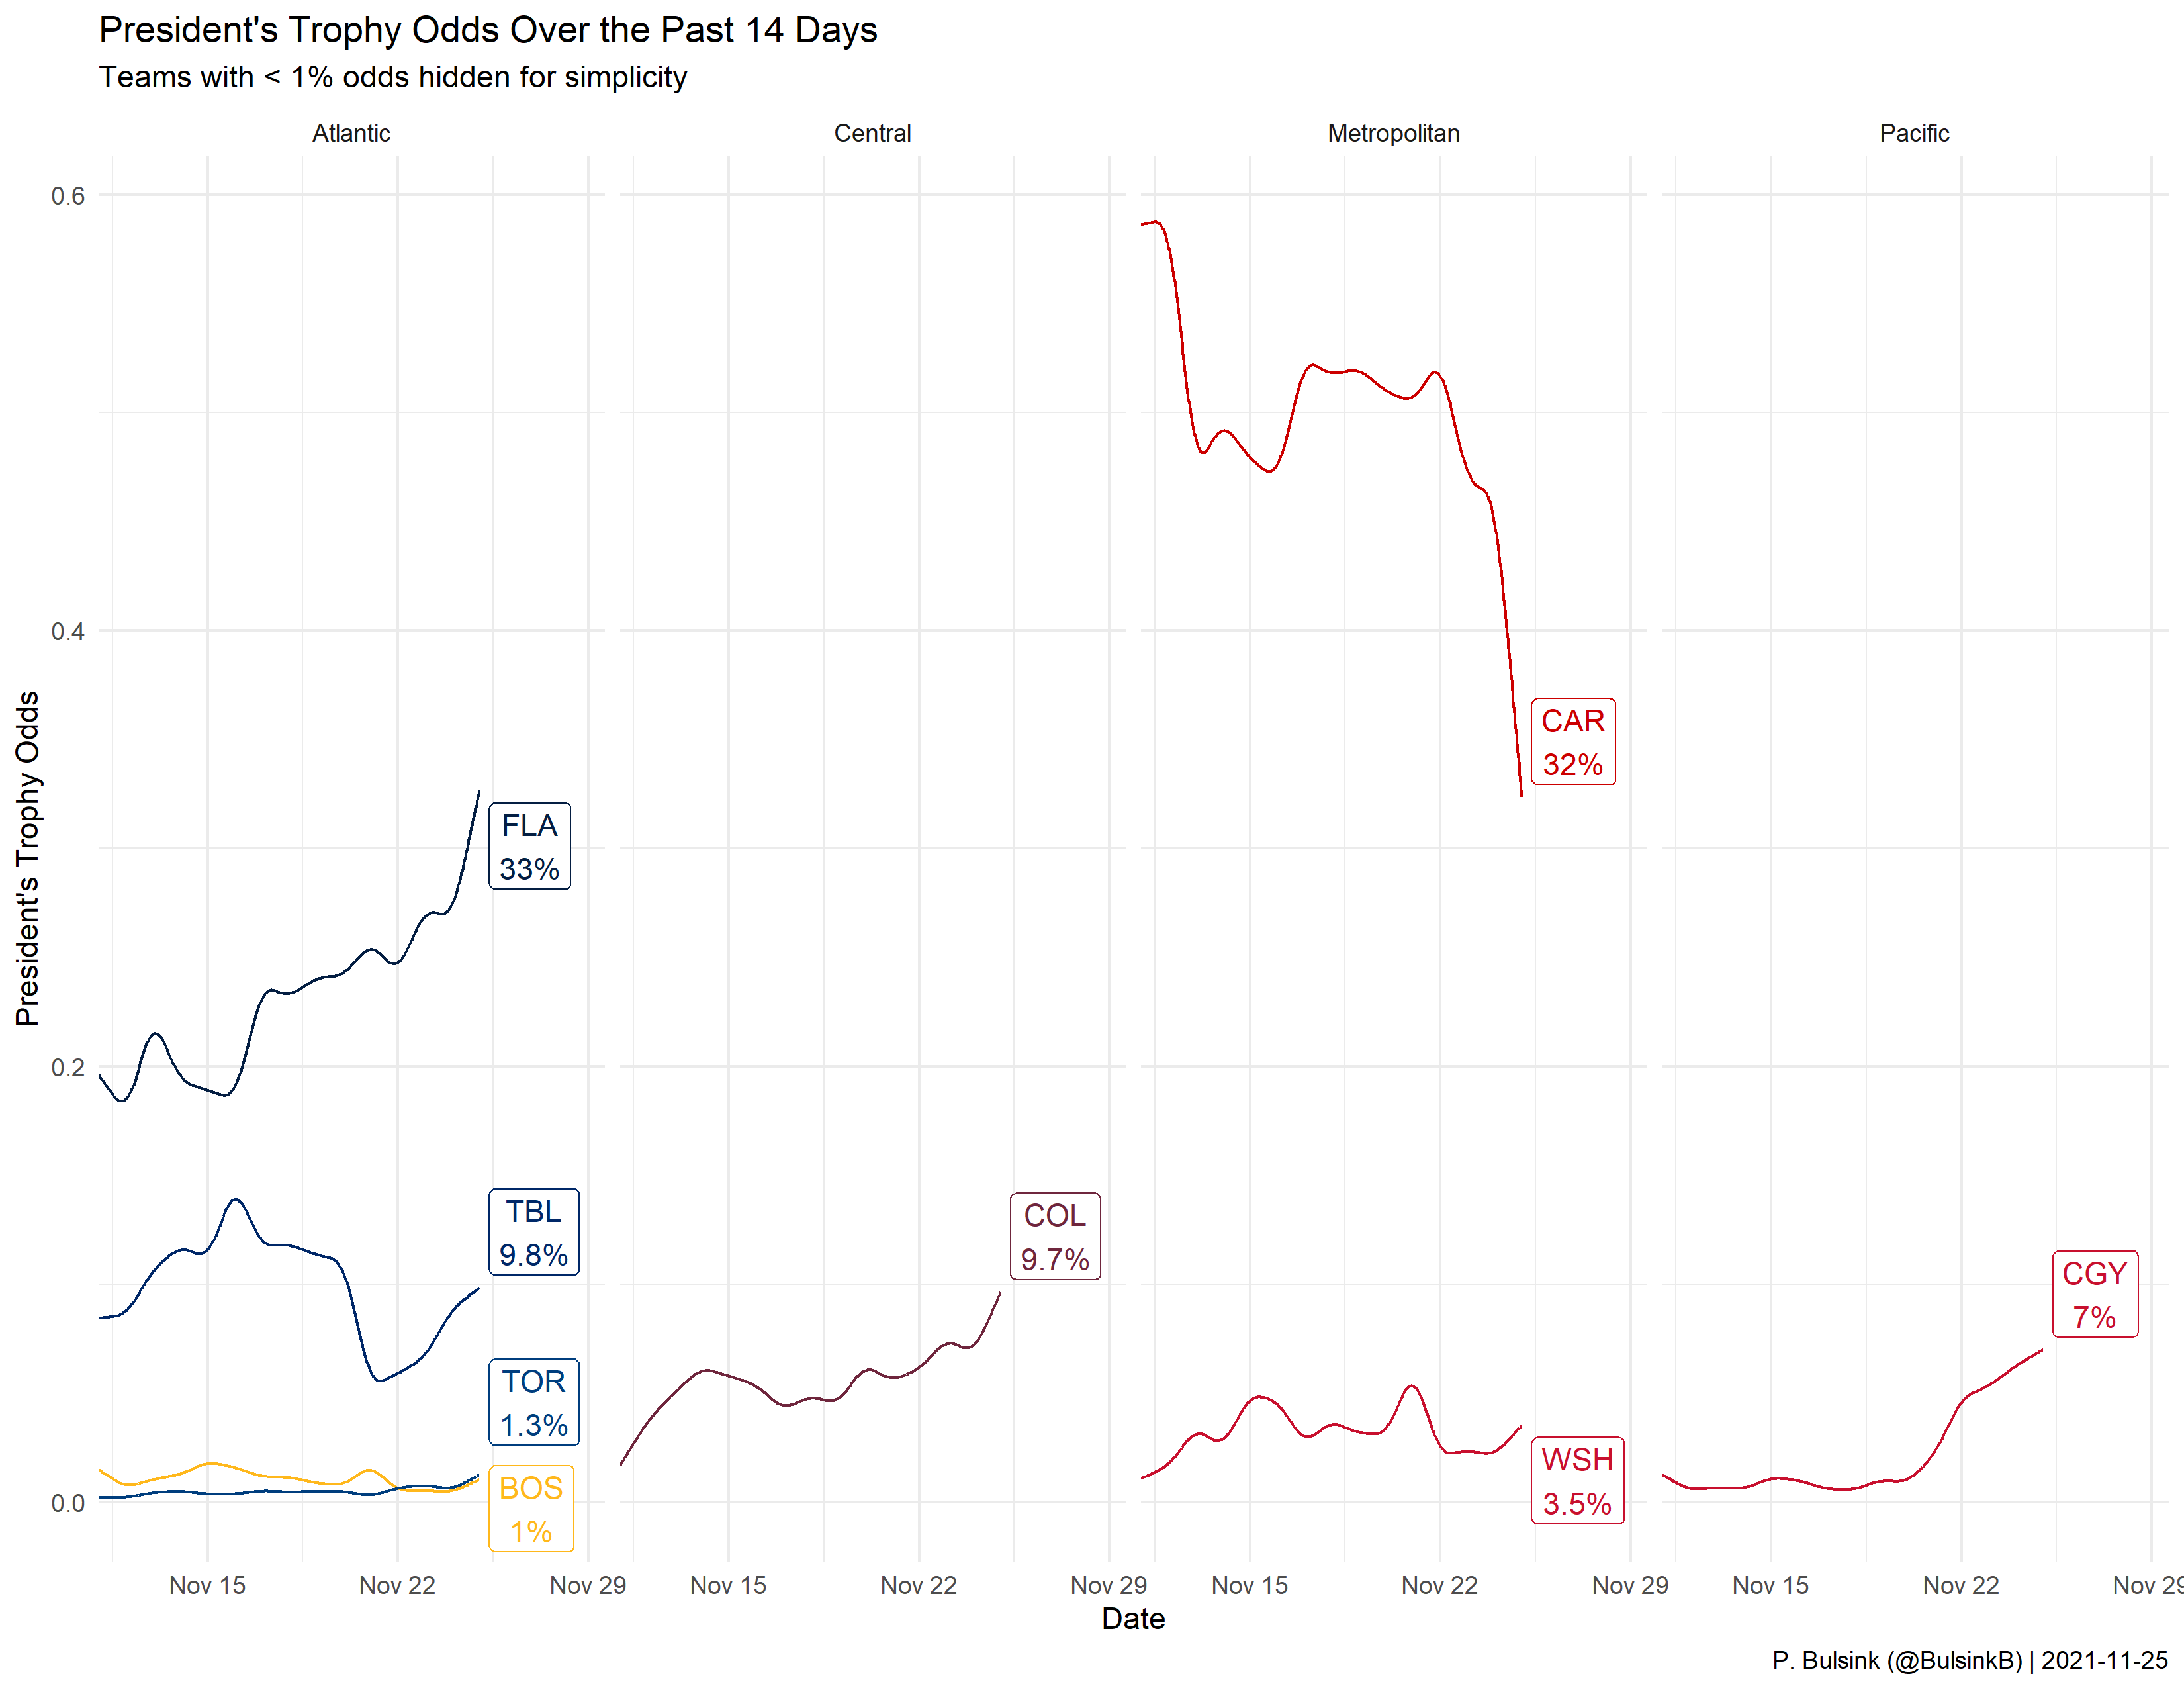 President's Trophy Odds Over the Past 14 Days
Teams with < 1% odds hidden for simplicity
Atlantic
Central
Metropolitan
Pacific
0.6
0.4
0.2
0.0
President's Trophy Odds
FLA
33%
TBL
9.8%
TOR
1.3%
BOS
1%
COL
9.7%
CAR
32%
WSH
3.5%
CGY
7%
Nov 15
Nov 22
Nov 29
Nov 15
Nov 22
Nov 29
Nov 15
Nov 22
Nov 29
Nov 15
Nov 22
Nov 29
Date
P. Bulsink (@BulsinkB) | 2021-11-25